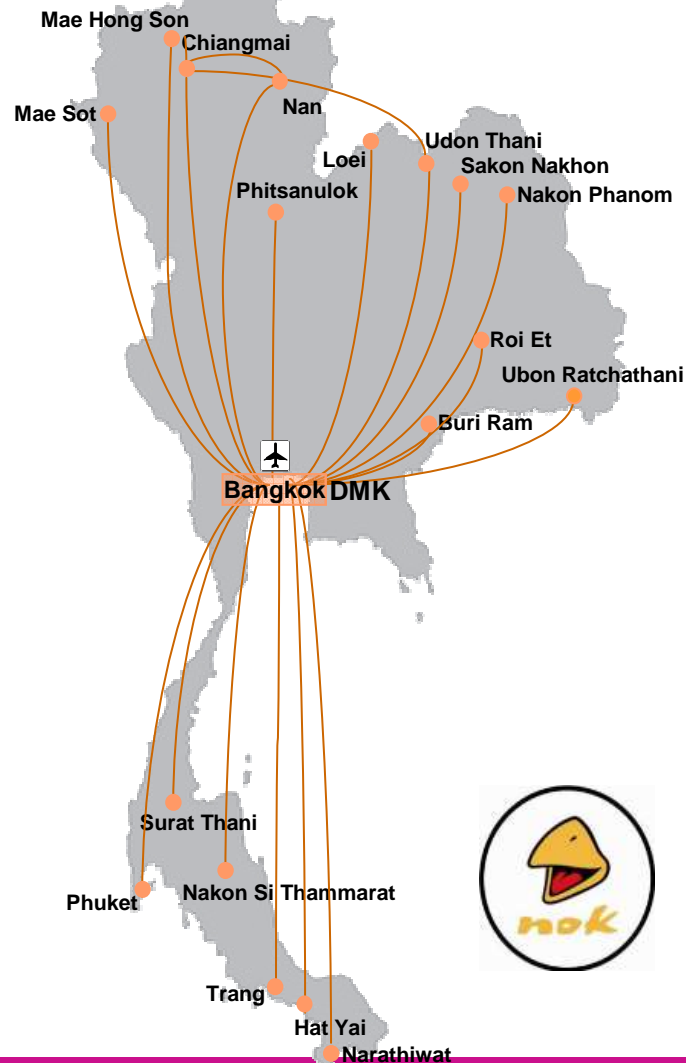 Mae Hong Son
Chiangmai
Nan
Mae Sot
Udon Thani
Loei
Sakon Nakhon
Phitsanulok
Nakon Phanom
Roi Et
Ubon Ratchathani
Buri Ram
Bangkok DMK
Surat Thani
Nakon Si Thammarat
Phuket
nok
Trang
Hat Yai
Narathiwat